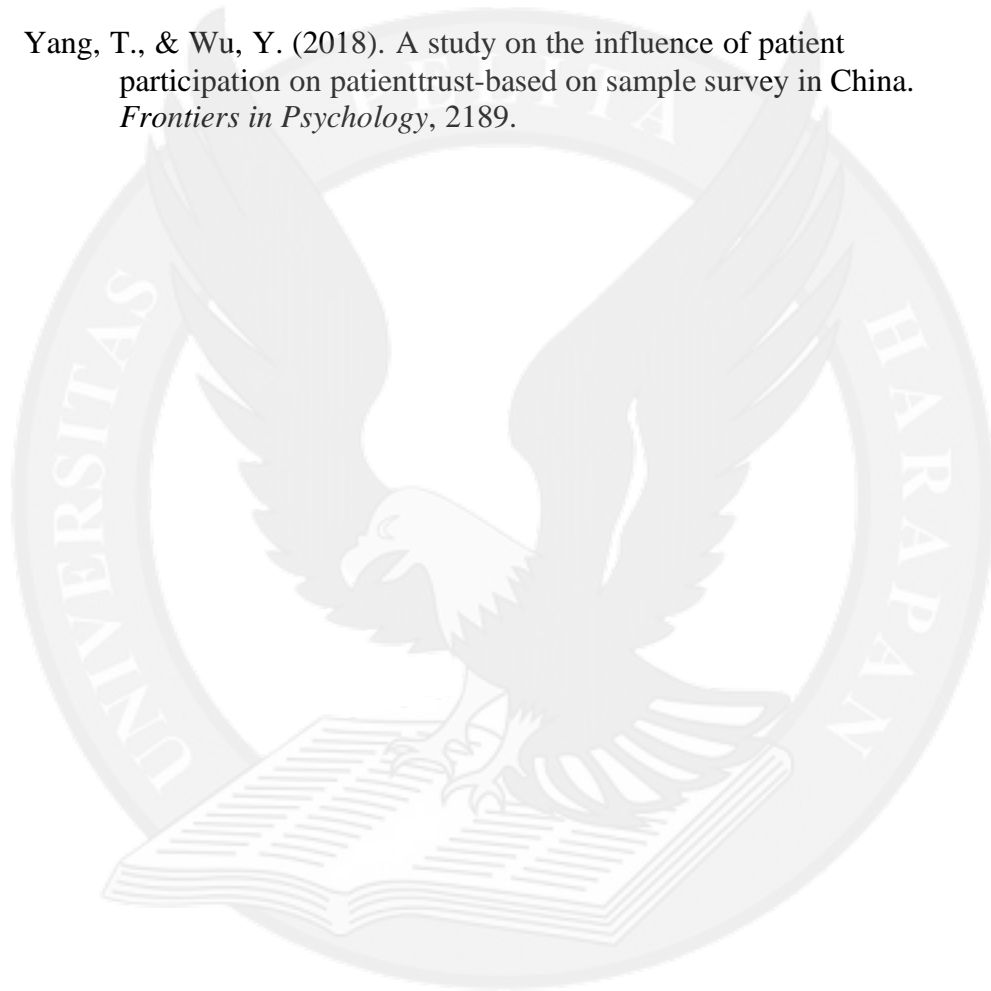 Yang, T., & Wu, Y. (2018). A study on the influence of patient
participation on patienttrust-based on sample survey in China.
Frontiers in Psychology, 2189.
UNIVERSITAS PELITA HARAPAN